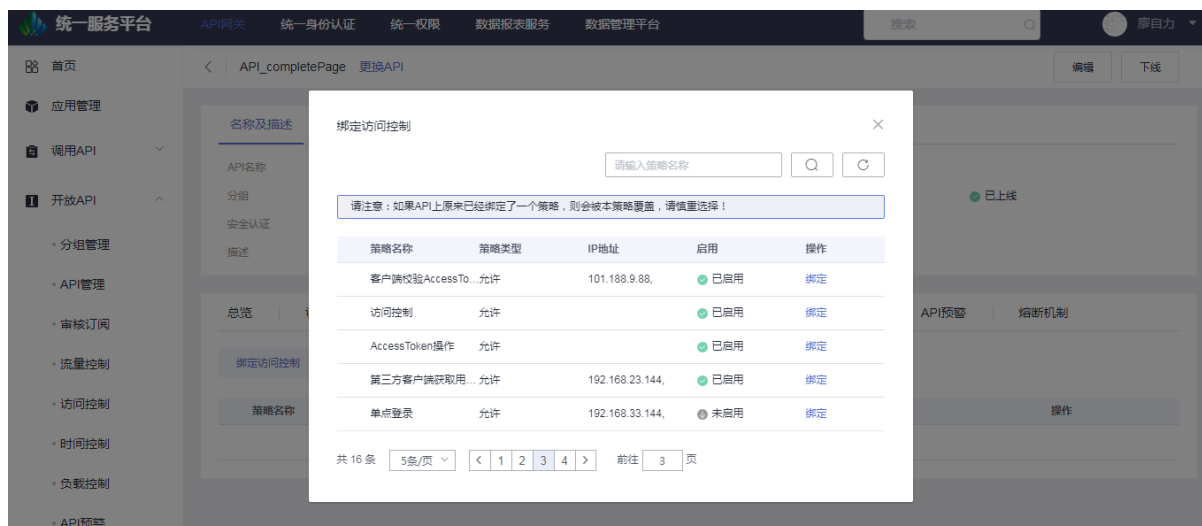 统一服务平台 API网关 统一身份认证 统一权限 数据报表服务 数据管理平台 搜索 廖自力
首页
API_completePage 更换API 编辑 下线
应用管理
名称及描述
绑定访问控制
调用API
API名称
请输入策略名称
开放API
分组
已上线
请注意：如果API上原来已经绑定了一个策略，则会被本策略覆盖，请慎重选择！
安全认证
分组管理
描述
策略名称 策略类型 IP地址 启用 操作
API管理
客户端校验AccessTo... 允许 101.188.9.88, 已启用 绑定
总览
访问控制 允许 已启用 绑定
API预警 熔断机制
审核订阅
AccessToken操作 允许 已启用 绑定
流量控制
绑定访问控制
第三方客户端获取用... 允许 192.168.23.144, 已启用 绑定
访问控制
策略名称
单点登录 允许 192.168.33.144, 未启用 绑定
操作
时间控制
共 16 条 5条/页 < 1 2 3 4 > 前往 3 页
负载控制
API预警